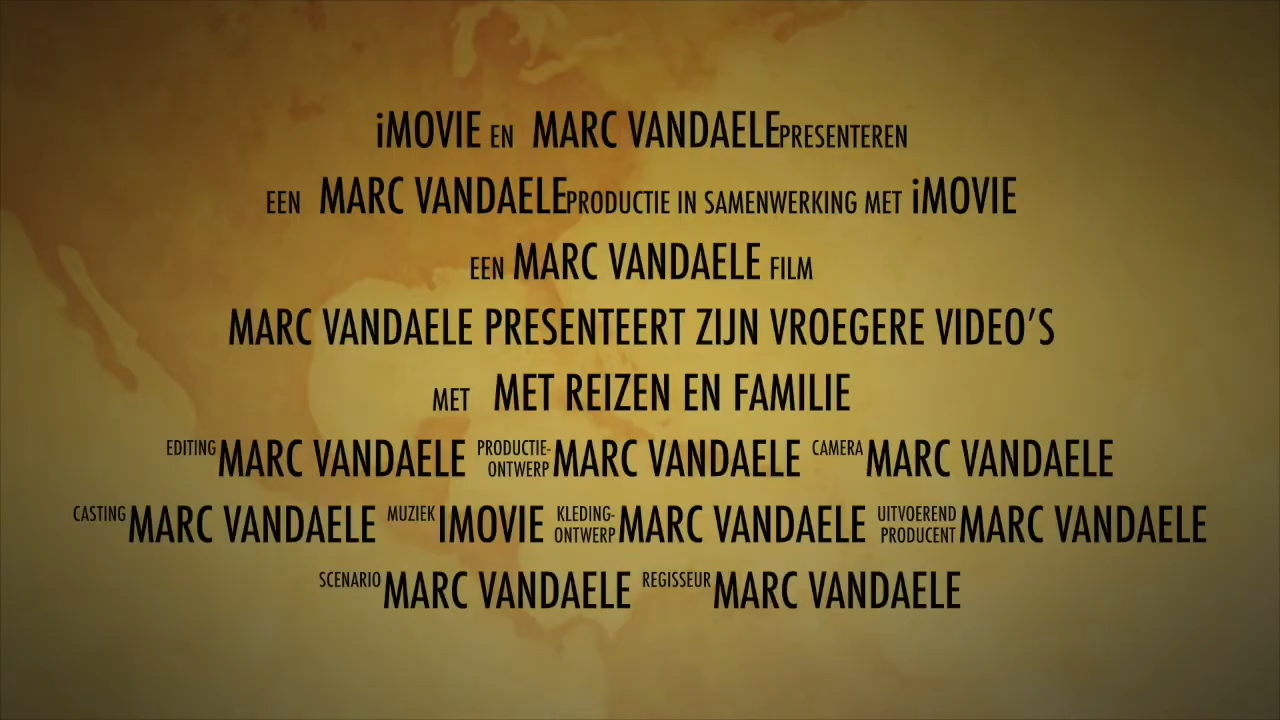 iMOVIE EN MARC VANDAELE PRESENTEREN
EEN MARC VANDAELE PRODUCTIE IN SAMENWERKING MET iMOVIE
EEN MARC VANDAELE FILM
MARC VANDAELE PRESENTEERT ZIJN VROEGERE VIDEO'S
MET MET REIZEN EN FAMILIE
EDITING MARC VANDAELE PRODUCTIE-ONTWERP MARC VANDAELE CAMERA MARC VANDAELE
CASTING MARC VANDAELE MUZIEK IMOVIE KLEDING-ONTWERP MARC VANDAELE UITVOEREND PRODUCENT MARC VANDAELE
SCENARIO MARC VANDAELE REGISSEUR MARC VANDAELE